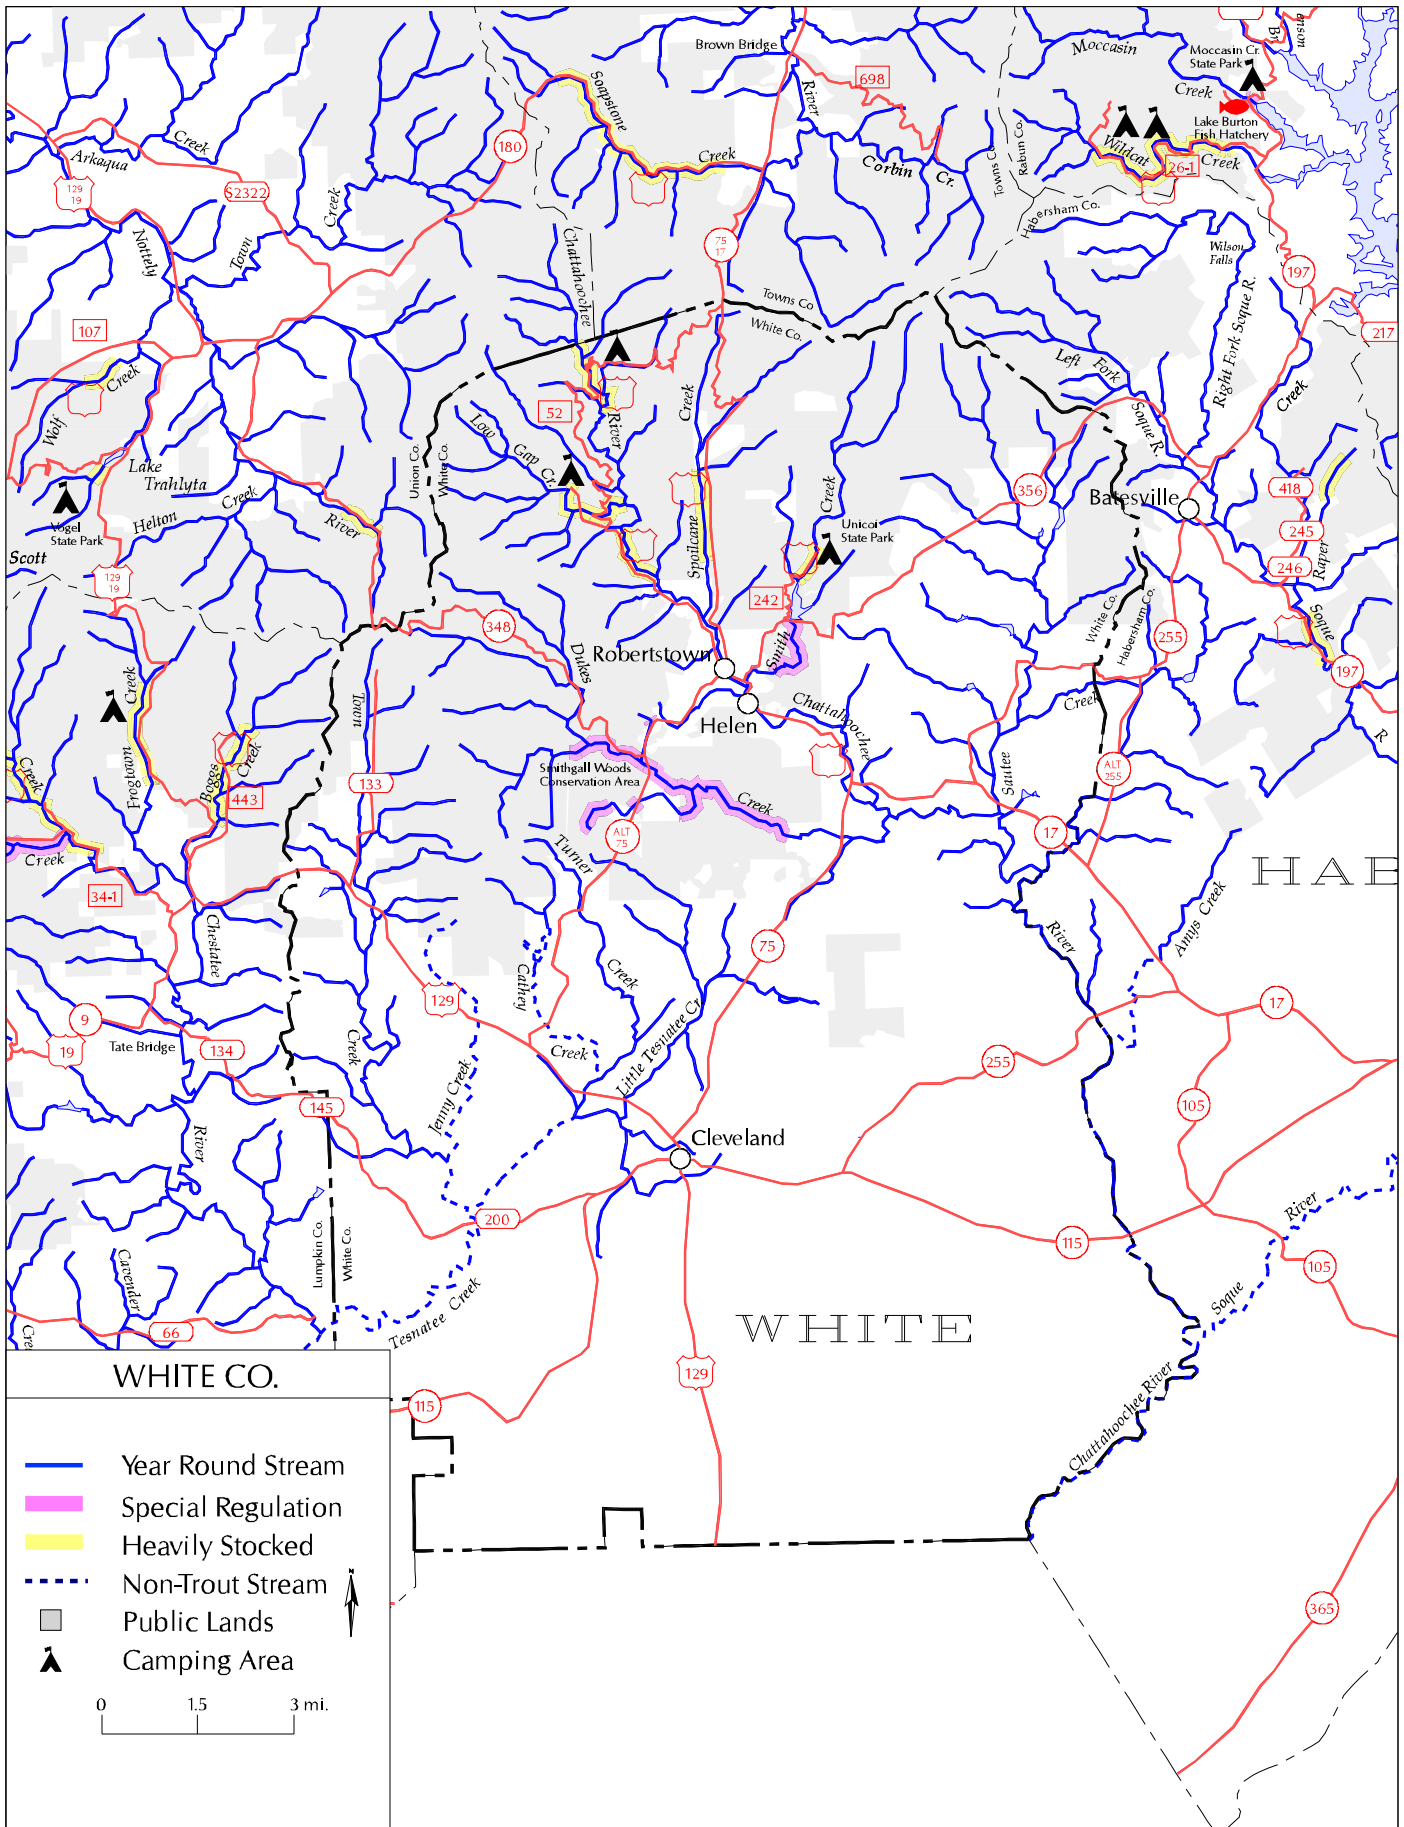 Brown Bridge
698
River
Moccasin
Creek
Moccasin Cr.
State Park
Lake Burton
Fish Hatchery
Br
enson
Soapstone
Creek
180
Corbin
Cr.
Towns Co.
Rabun Co.
Habersham Co.
Wildcat
Creek
26-1
Arkaqua
Creek
129
19
S2322
Creek
Nottely
Town
Chattahoochee
75
17
Wilson
Falls
197
217
107
Towns Co
White Co.
Wolf
Creek
52
River
Creek
Left Fork
Soque R.
Right Fork Soque R.
Creek
Low
Gap Cr.
Union Co.
White Co.
Lake
Trahlyta
Helton
Creek
River
Vogel
State Park
Scott
129
19
Spoilcane
Creek
Unicoi
State Park
356
Batesville
418
245
246
Raper
242
348
Robertstown
Dukes
Smith
Helen
Chattahoochee
White Co.
Habersham Co.
255
Soque
197
R
Creek
Town
Frogtown
Creek
Boggs
Creek
443
133
Smithgall Woods
Conservation Area
Creek
ALT
75
Santee
Creek
ALT
255
17
Creek
Creek
34-1
Turner
HAB
Chestatee
Cathey
Creek
75
River
Amys Creek
129
9
19
Tate Bridge
134
Creek
Creek
Little Tesnatee Cr.
255
17
105
145
Jenny Creek
Cleveland
River
200
115
River
Soque
105
Lumpkin Co.
White Co.
Cavender
Tesnatee Creek
66
Cre
WHITE
129
115
Chattahoochee River
365
WHITE CO.
Year Round Stream
Special Regulation
Heavily Stocked
Non-Trout Stream
N
Public Lands
Camping Area
0 1.5 3 mi.